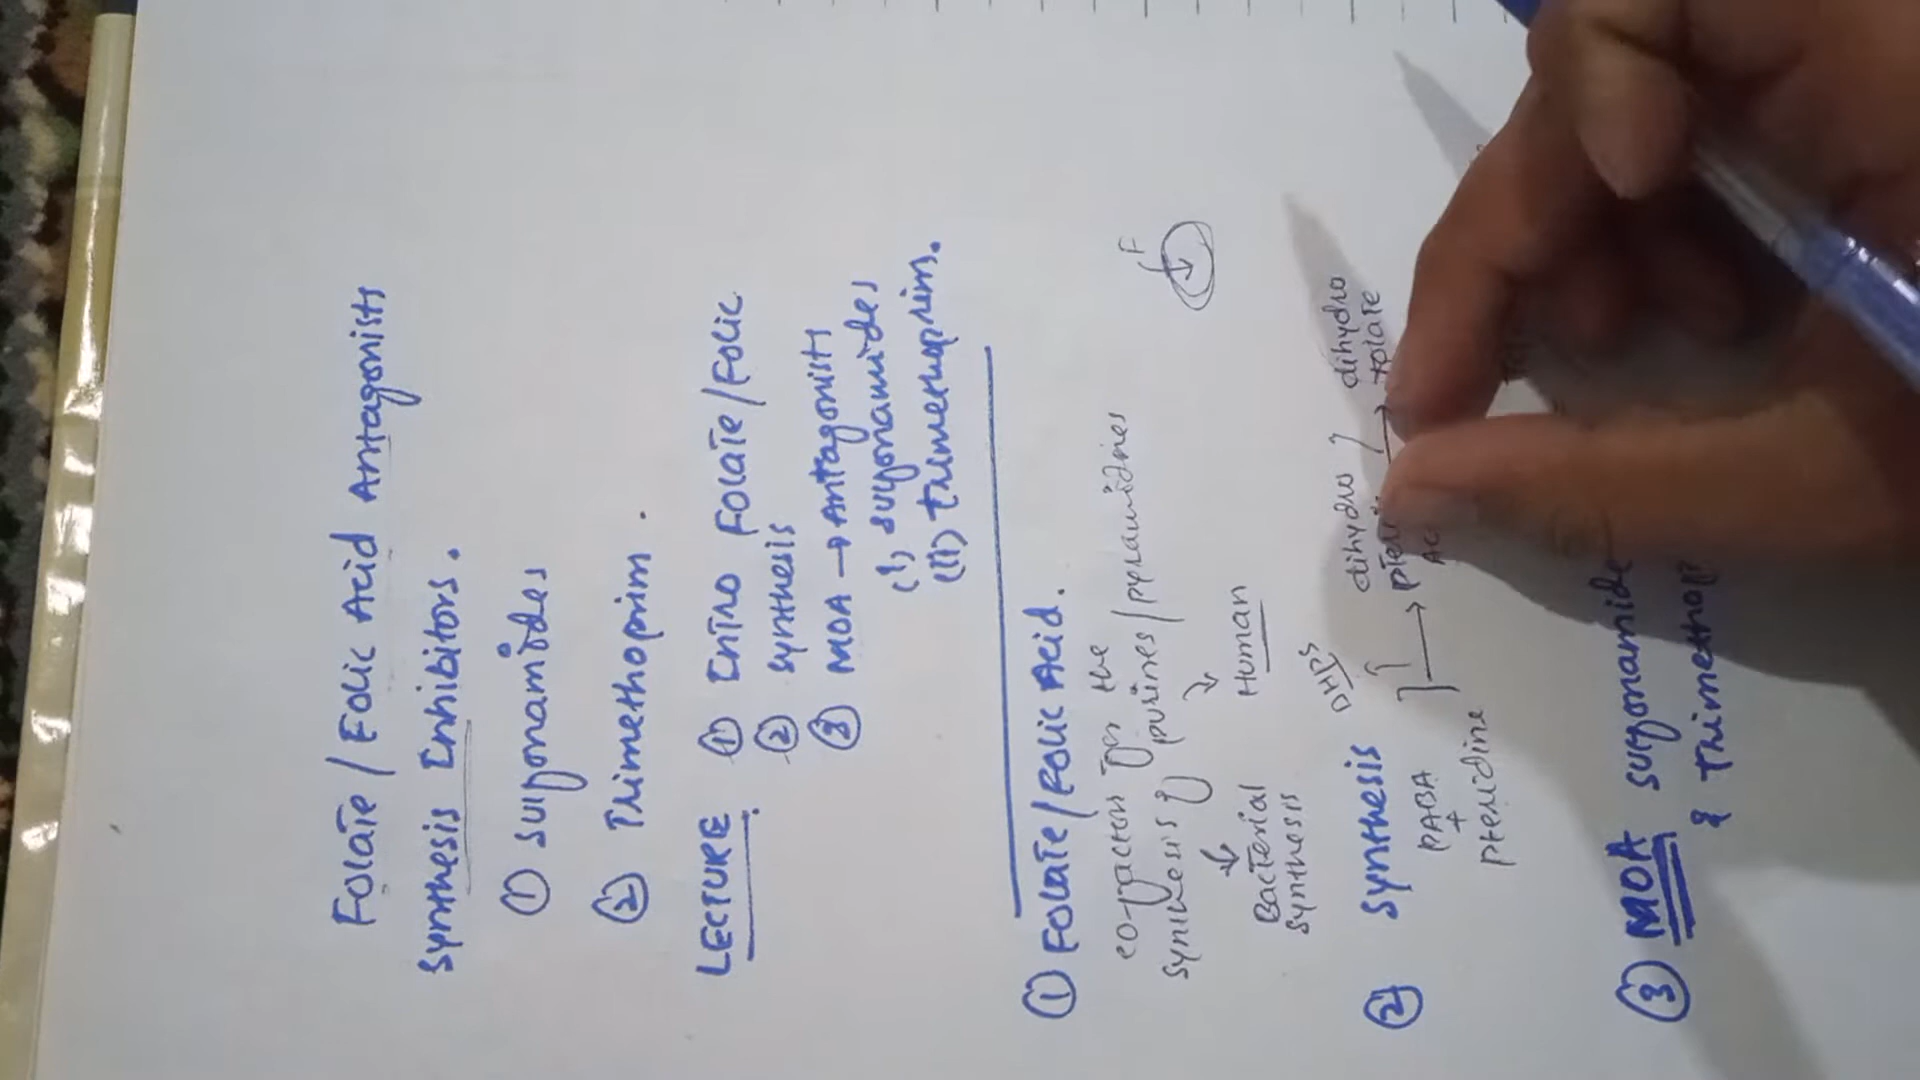 Folate / Folic Acid Antagonists
Synthesis Inhibitors.
① Sulfonamides
② Trimethoprim.
LECTURE ① Intro Folate/Folic
② Synthesis
③ MOA → Antagonists
(i) Sulfonamides
(ii) Trimethoprim.
① Folate/Folic Acid.
co-factor for the
synthesis of purines/pyramidines
F
Human
Bacterial
synthesis
② Synthesis
DHPS
PABA
+
pteridine
dihydro
dihydro
folate
③ MOA Sulfonamide
& Trimethop